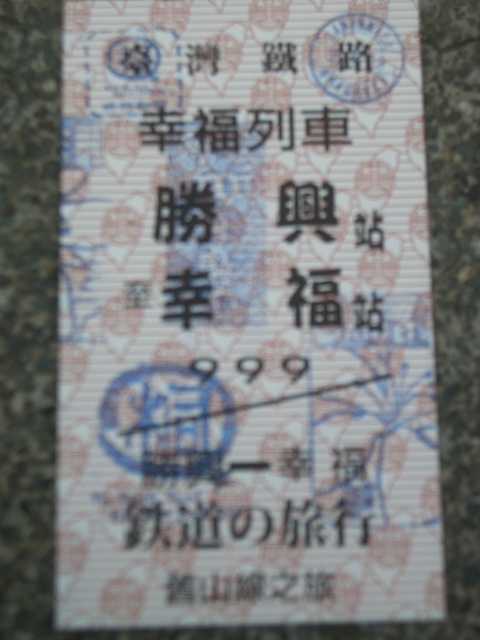 臺灣鐵路
幸福列車
勝興站
至幸福站
999
勝興一幸福
鉄道の旅行
舊山線之旅